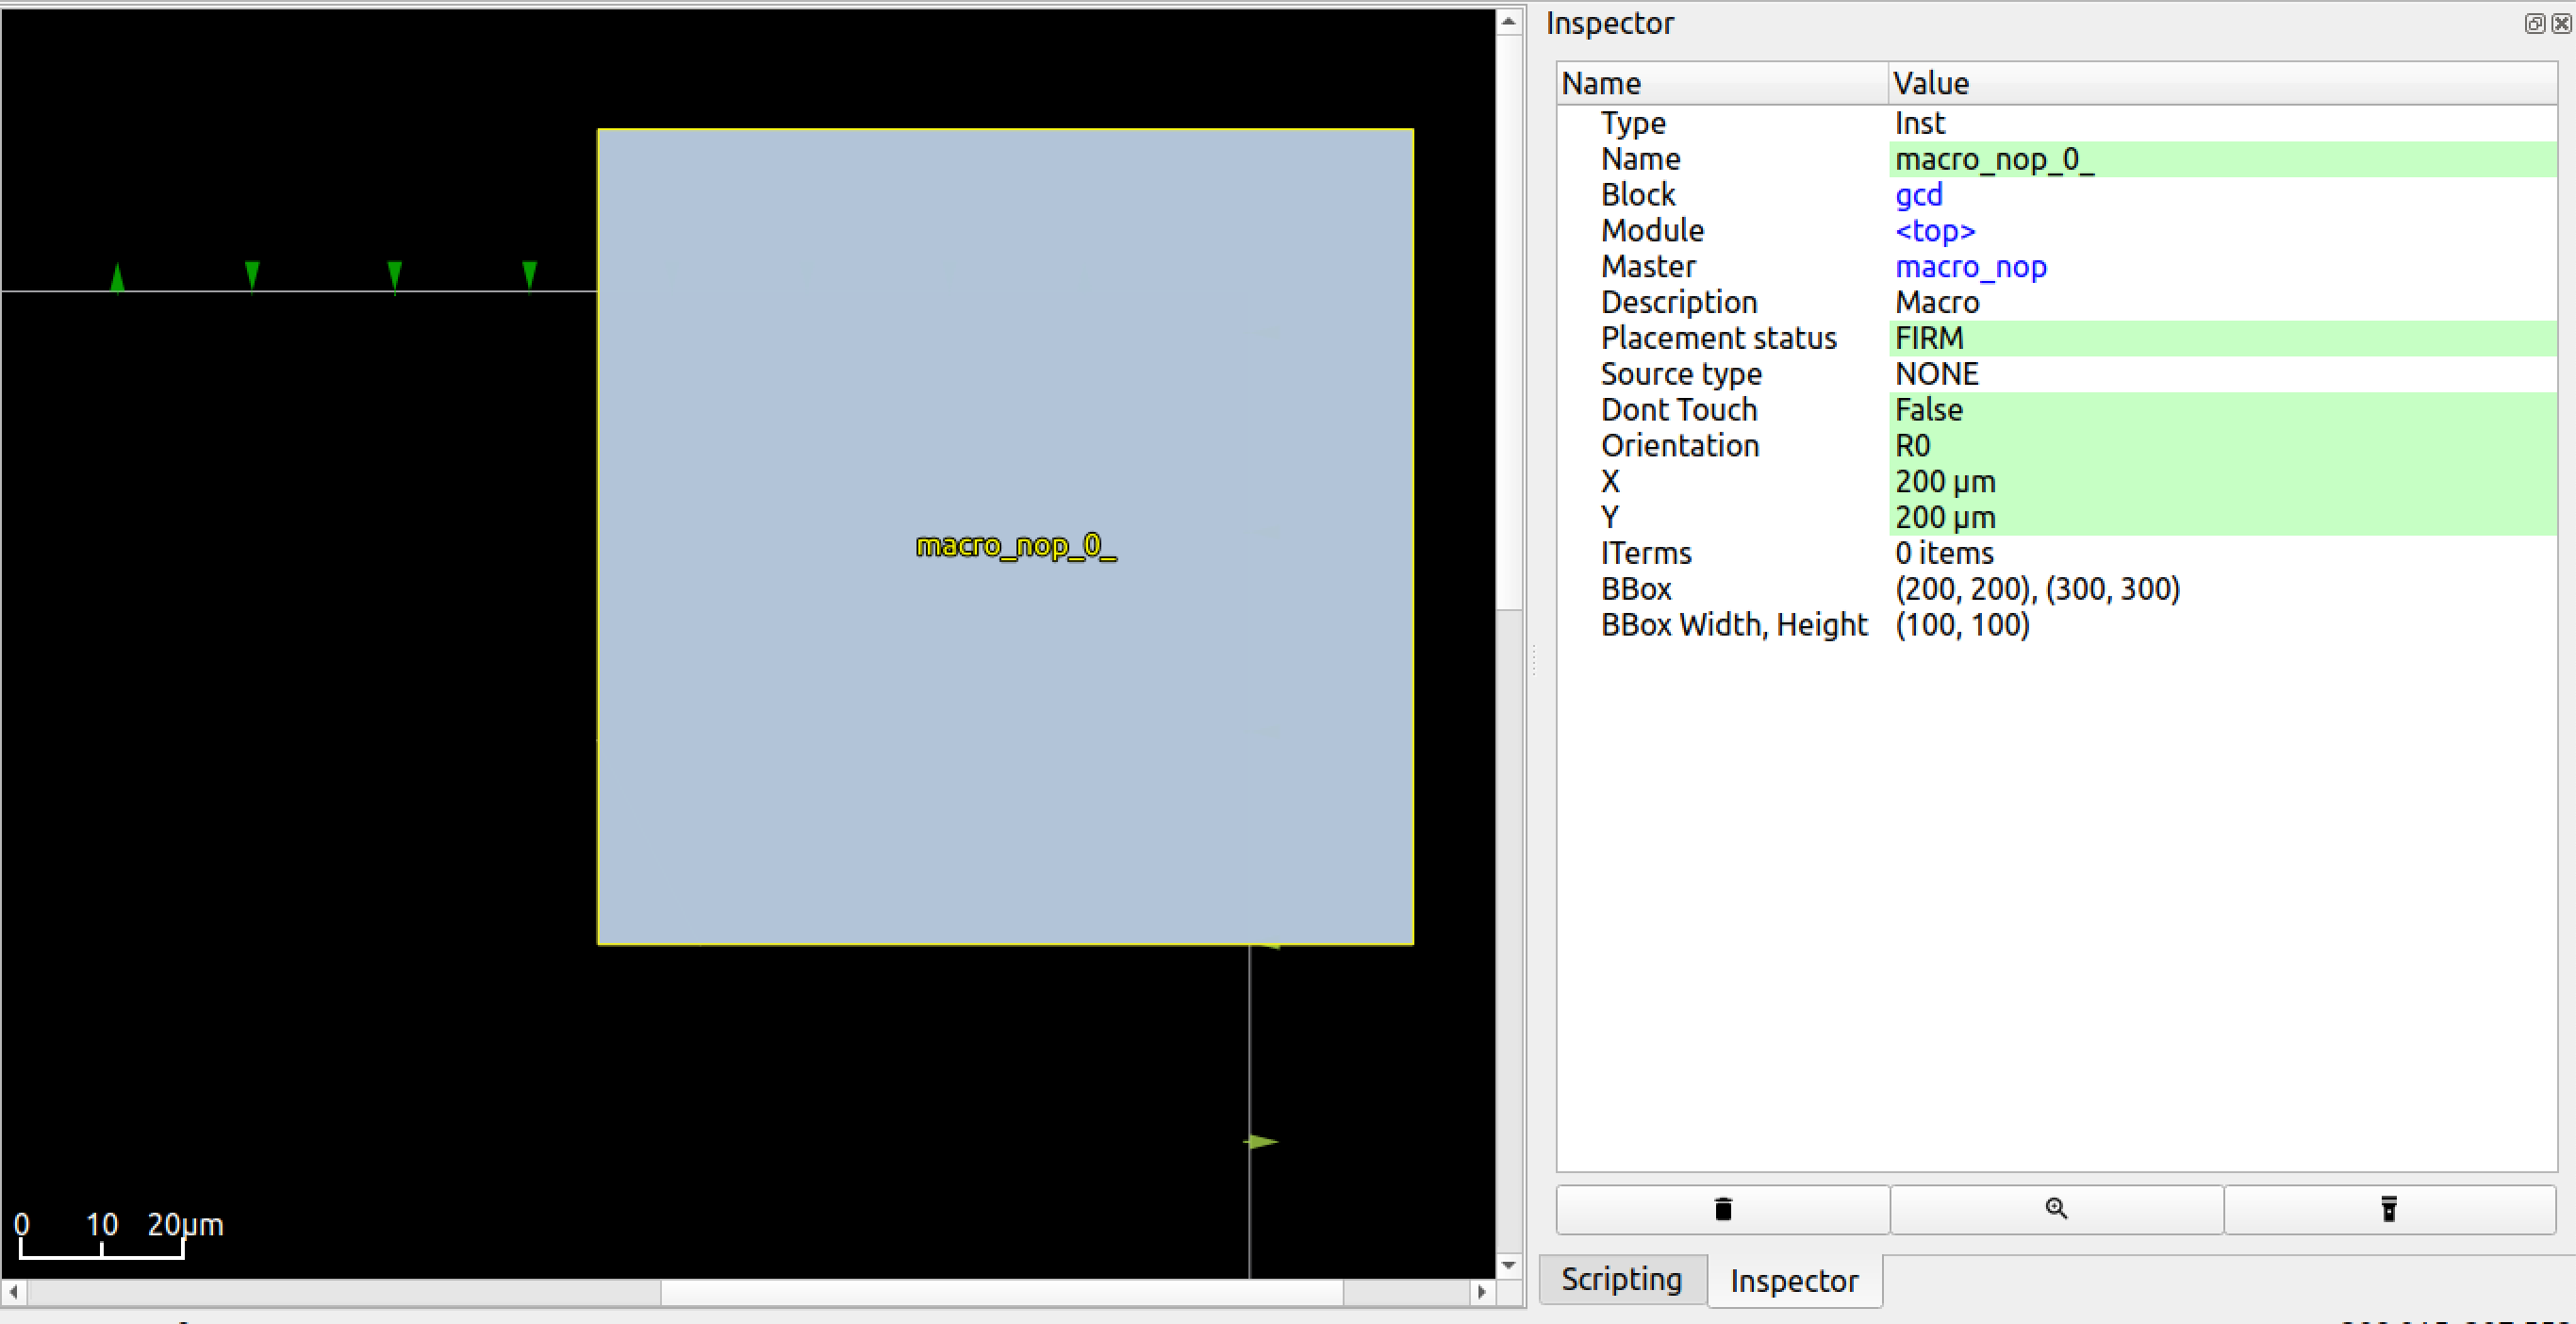 Inspector
Name Value
Type Inst
Name macro_nop_0_
Block gcd
Module <top>
Master macro_nop
Description Macro
Placement status FIRM
Source type NONE
Dont Touch False
Orientation R0
X 200 µm
Y 200 µm
ITerms 0 items
BBox (200, 200), (300, 300)
BBox Width, Height (100, 100)
macro_nop_0_
0 10 20µm
Scripting Inspector